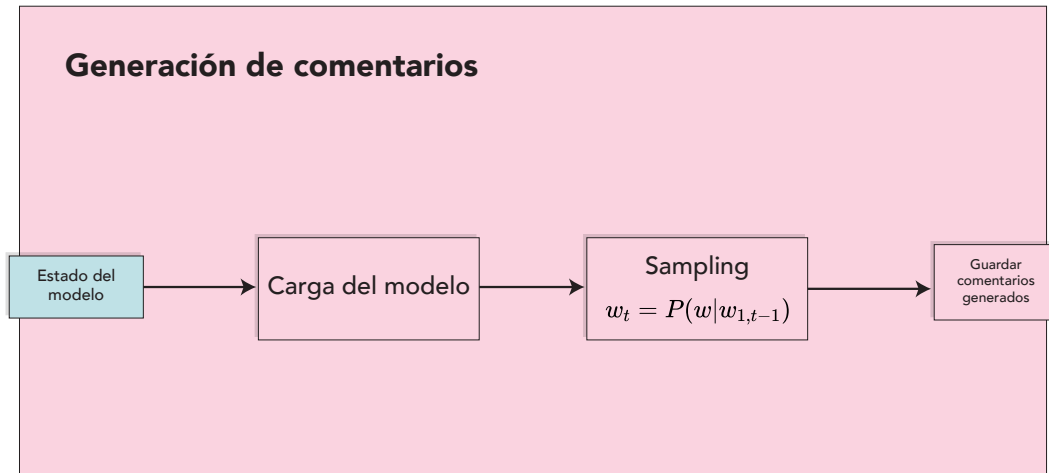 Generación de comentarios
Estado del
modelo
Carga del modelo
Sampling
w_t = P(w|w_{1,t-1})
Guardar
comentarios
generados